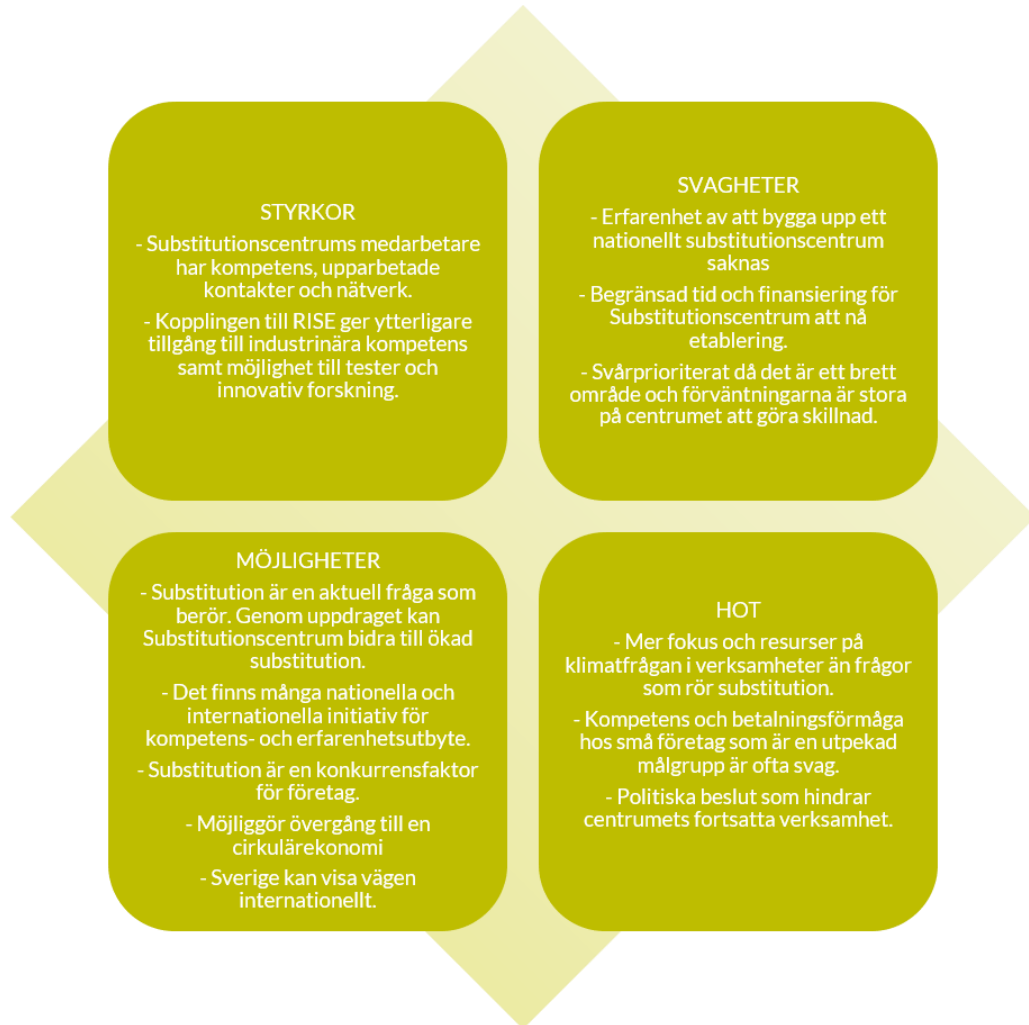 STYRKOR
- Substitutionscentrums medarbetare
har kompetens, upparbetade
kontakter och nätverk.
- Kopplingen till RISE ger ytterligare
tillgång till industrinära kompetens
samt möjlighet till tester och
innovativ forskning.
SVAGHETER
- Erfarenhet av att bygga upp ett
nationellt substitutionscentrum
saknas
- Begränsad tid och finansiering för
Substitutionscentrum att nå
etablering.
- Svårprioriterat då det är ett brett
område och förväntningarna är stora
på centrumet att göra skillnad.
MÖJLIGHETER
- Substitution är en aktuell fråga som
berör. Genom uppdraget kan
Substitutionscentrum bidra till ökad
substitution.
- Det finns många nationella och
internationella initiativ för
kompetens- och erfarenhetsutbyte.
- Substitution är en konkurrensfaktor
för företag.
- Möjliggör övergång till en
cirkulärekonomi
- Sverige kan visa vägen
internationellt.
HOT
- Mer fokus och resurser på
klimatfrågan i verksamheter än frågor
som rör substitution.
- Kompetens och betalningsförmåga
hos små företag som är en utpekad
målgrupp är ofta svag.
- Politiska beslut som hindrar
centrumets fortsatta verksamhet.